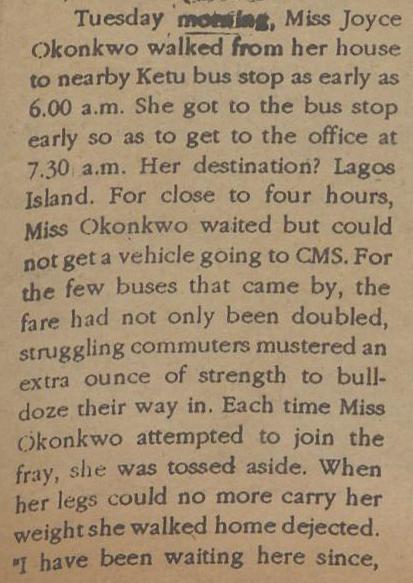 Tuesday morning, Miss Joyce
Okonkwo walked from her house
to nearby Ketu bus stop as early as
6.00 a.m. She got to the bus stop
early so as to get to the office at
7.30 a.m. Her destination? Lagos
Island. For close to four hours,
Miss Okonkwo waited but could
not get a vehicle going to CMS. For
the few buses that came by, the
fare had not only been doubled,
struggling commuters mustered an
extra ounce of strength to bull-
doze their way in. Each time Miss
Okonkwo attempted to join the
fray, she was tossed aside. When
her legs could no more carry her
weight she walked home dejected.
"I have been waiting here since,